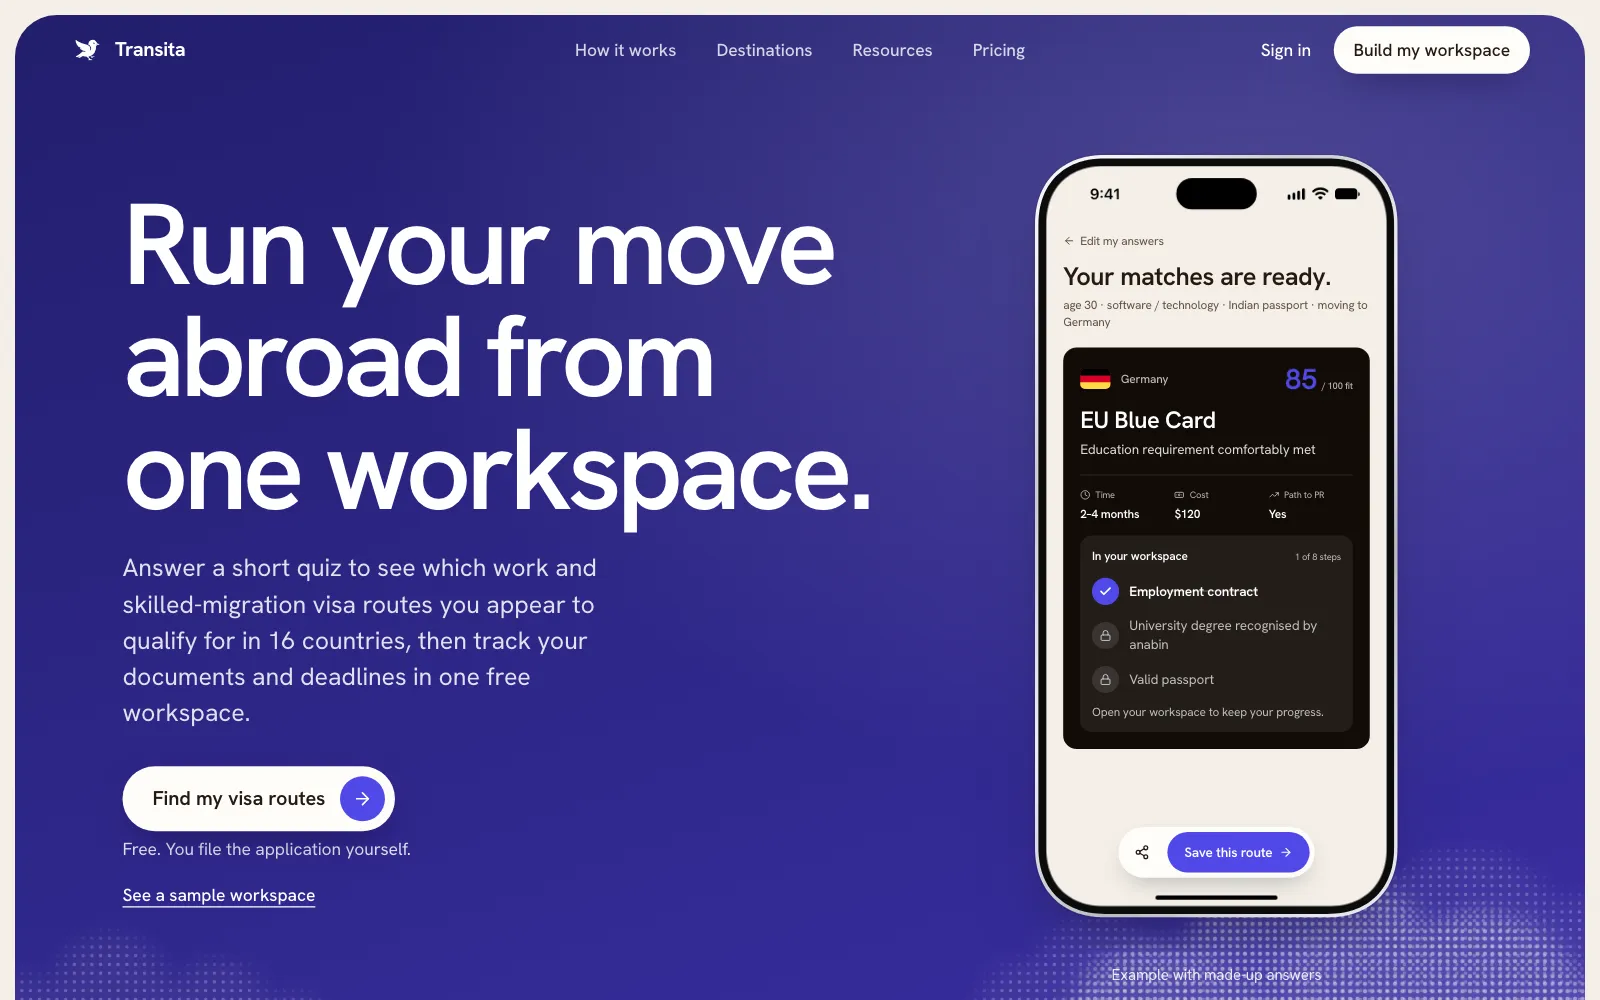 Transita
How it works
Destinations
Resources
Pricing
Sign in
Build my workspace
Run your move
abroad from
one workspace.
Answer a short quiz to see which work and
skilled-migration visa routes you appear to
qualify for in 16 countries, then track your
documents and deadlines in one free
workspace.
Find my visa routes
Free. You file the application yourself.
See a sample workspace
9:41
Edit my answers
Your matches are ready.
age 30 · software / technology · Indian passport · moving to
Germany
Germany
85 / 100 fit
EU Blue Card
Education requirement comfortably met
Time
Cost
Path to PR
2–4 months
$120
Yes
In your workspace
1 of 8 steps
Employment contract
University degree recognised by
anabin
Valid passport
Open your workspace to keep your progress.
Save this route
Example with made-up answers